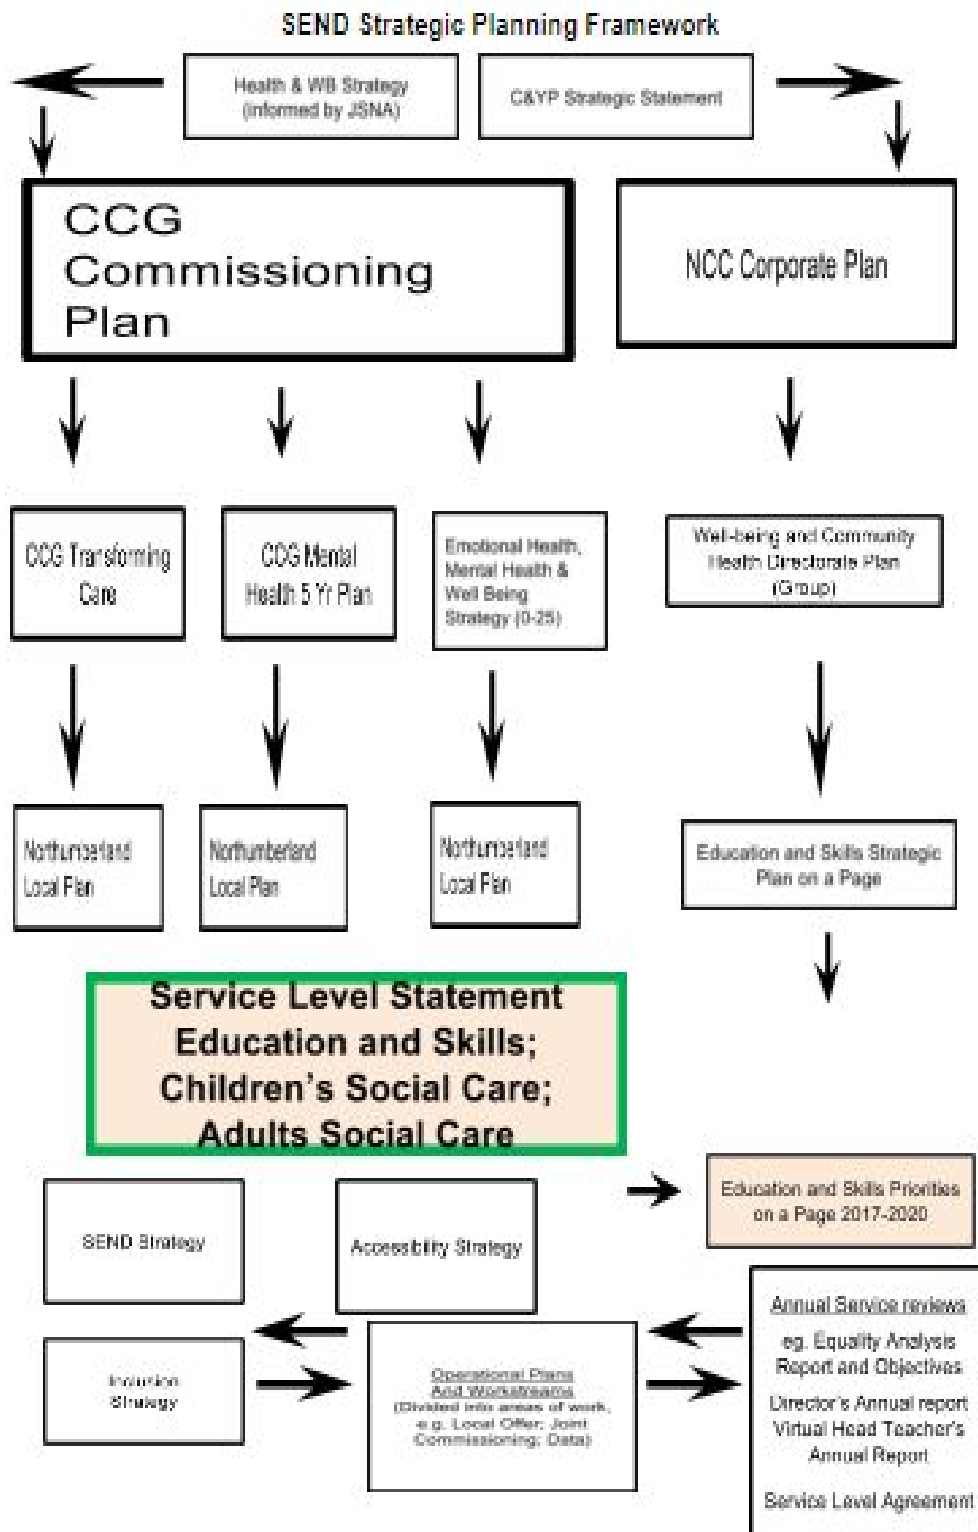 SEND Strategic Planning Framework
Health & WB Strategy
(informed by JSNA)
C&YP Strategic Statement
CCG
Commissioning
Plan
NCC Corporate Plan
CCG Transforming
Care
CCG Mental
Health 5 Yr Plan
Emotional Health,
Mental Health &
Well Being
Strategy (0-25)
Well-being and Community
Health Directorate Plan
(Group)
Northumberland
Local Plan
Northumberland
Local Plan
Northumberland
Local Plan
Education and Skills Strategic
Plan on a Page
Service Level Statement
Education and Skills;
Children's Social Care;
Adults Social Care
SEND Strategy
Accessibility Strategy
Education and Skills Priorities
on a Page 2017-2020
Inclusion
Strategy
Operational Plans
And Workstreams
(Divided into areas of work,
e.g. Local Offer; Joint
Commissioning; Data)
Annual Service reviews
eg. Equality Analysis
Report and Objectives
Director's Annual report
Virtual Head Teacher's
Annual Report
Service Level Agreement